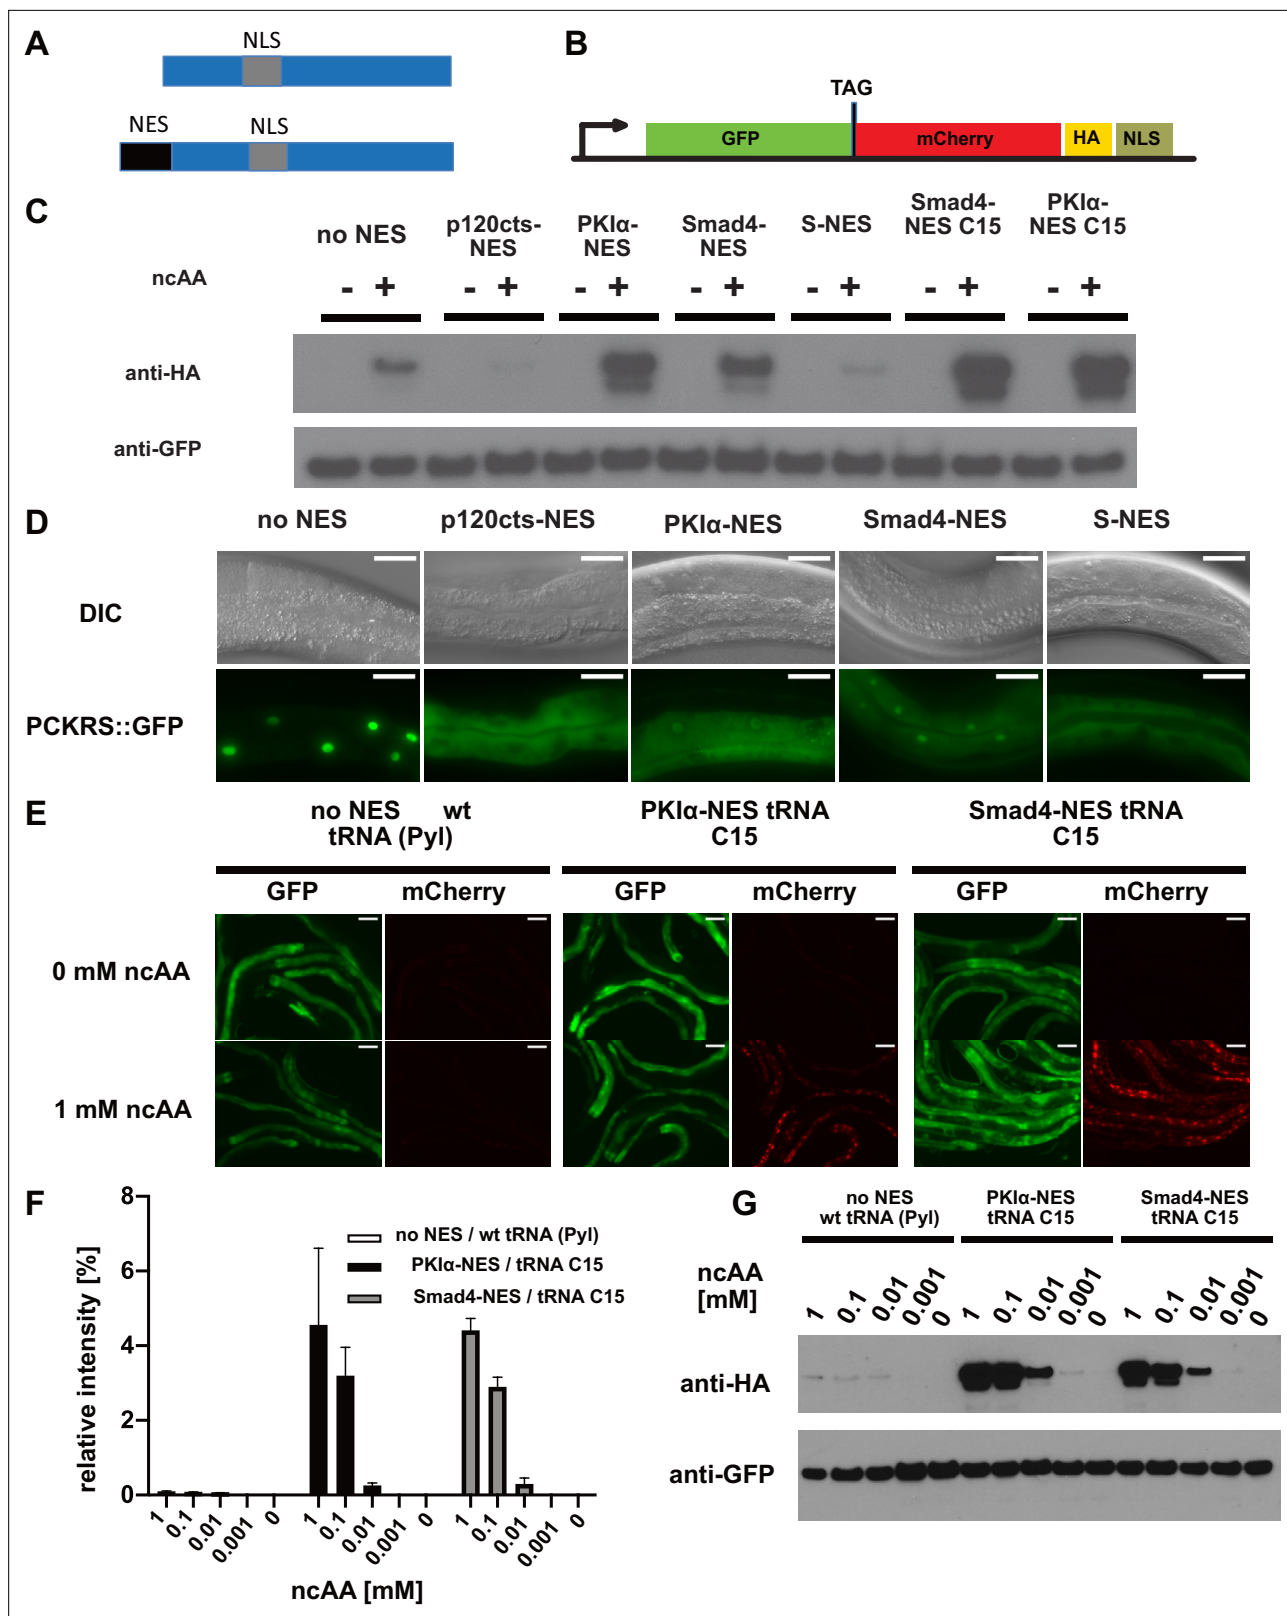 A
NLS
NES NLS
B
TAG
GFP mCherry HA NLS
C
no NES p120cts-NES PKIα-NES Smad4-NES S-NES Smad4-NES C15 PKIα-NES C15
ncAA - + - + - + - + - + - + - +
anti-HA
anti-GFP
D
no NES p120cts-NES PKIα-NES Smad4-NES S-NES
DIC
PCKRS::GFP
E
no NES wt
tRNA (Pyl)
PKIα-NES tRNA
C15
Smad4-NES tRNA
C15
GFP mCherry GFP mCherry GFP mCherry
0 mM ncAA
1 mM ncAA
F
8
6
4
2
0
relative intensity [%]
no NES / wt tRNA (Pyl)
PKIα-NES / tRNA C15
Smad4-NES / tRNA C15
1 0.1 0.01 0.001 0 1 0.1 0.01 0.001 0 1 0.1 0.01 0.001 0
ncAA [mM]
G
no NES
wt tRNA (Pyl)
PKIα-NES
tRNA C15
Smad4-NES
tRNA C15
ncAA
[mM]
1 0.1 0.01 0.001 0 1 0.1 0.01 0.001 0 1 0.1 0.01 0.001 0
anti-HA
anti-GFP